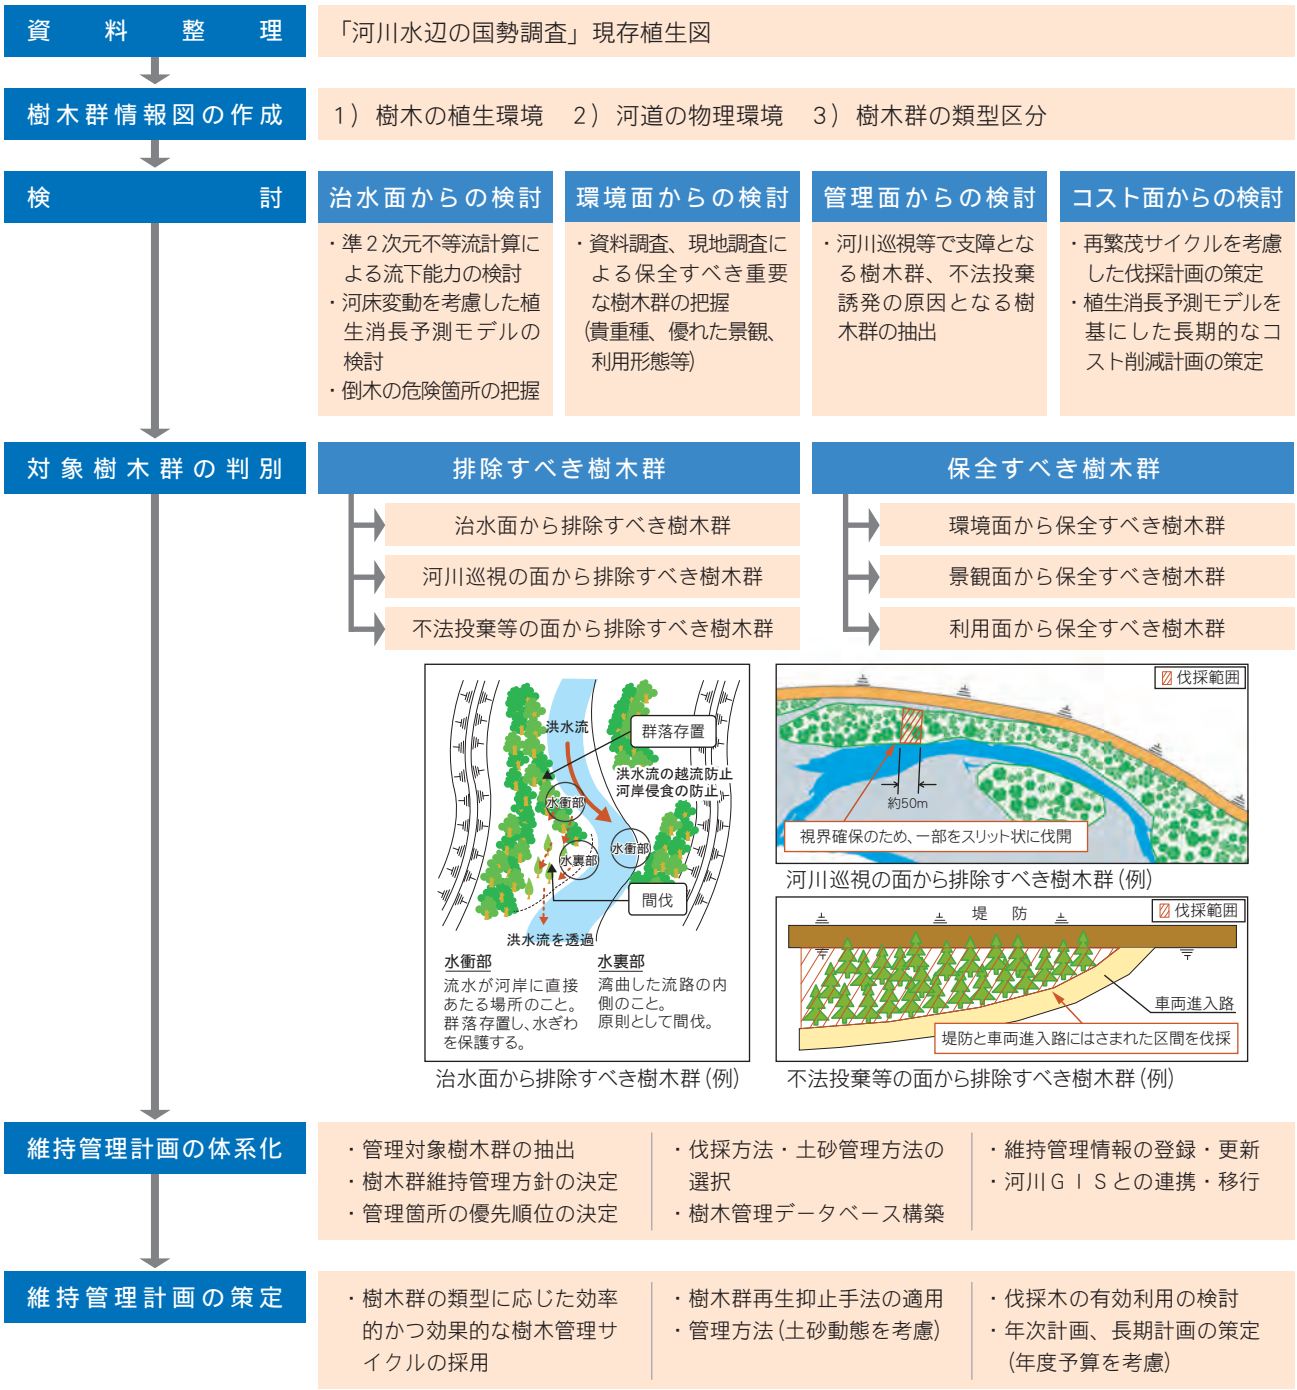 資料整理
「河川水辺の国勢調査」現存植生図
樹木群情報図の作成
1）樹木の植生環境　2）河道の物理環境　3）樹木群の類型区分
検討
治水面からの検討
・準2次元不等流計算に
よる流下能力の検討
・河床変動を考慮した植
生消長予測モデルの
検討
・倒木の危険箇所の把握
環境面からの検討
・資料調査、現地調査に
よる保全すべき重要
な樹木群の把握
(貴重種、優れた景観、
利用形態等)
管理面からの検討
・河川巡視等で支障とな
る樹木群、不法投棄
誘発の原因となる樹
木群の抽出
コスト面からの検討
・再繁茂サイクルを考慮
した伐採計画の策定
・植生消長予測モデルを
基にした長期的なコ
スト削減計画の策定
対象樹木群の判別
排除すべき樹木群
治水面から排除すべき樹木群
河川巡視の面から排除すべき樹木群
不法投棄等の面から排除すべき樹木群
保全すべき樹木群
環境面から保全すべき樹木群
景観面から保全すべき樹木群
利用面から保全すべき樹木群
洪水流
群落存置
洪水流の越流防止
河岸侵食の防止
水衝部
水裏部
水衝部
間伐
洪水流を透過
水衝部
流水が河岸に直接
あたる場所のこと。
群落存置し、水ぎわ
を保護する。
水裏部
湾曲した流路の内
側のこと。
原則として間伐。
治水面から排除すべき樹木群(例)
伐採範囲
約50m
視界確保のため、一部をスリット状に伐開
河川巡視の面から排除すべき樹木群(例)
堤防
伐採範囲
車両進入路
堤防と車両進入路にはさまれた区間を伐採
不法投棄等の面から排除すべき樹木群(例)
維持管理計画の体系化
・管理対象樹木群の抽出
・樹木群維持管理方針の決定
・管理箇所の優先順位の決定
・伐採方法・土砂管理方法の
選択
・樹木管理データベース構築
・維持管理情報の登録・更新
・河川GISとの連携・移行
維持管理計画の策定
・樹木群の類型に応じた効率
的かつ効果的な樹木管理サ
イクルの採用
・樹木群再生抑止手法の適用
・管理方法(土砂動態を考慮)
・伐採木の有効利用の検討
・年次計画、長期計画の策定
(年度予算を考慮)